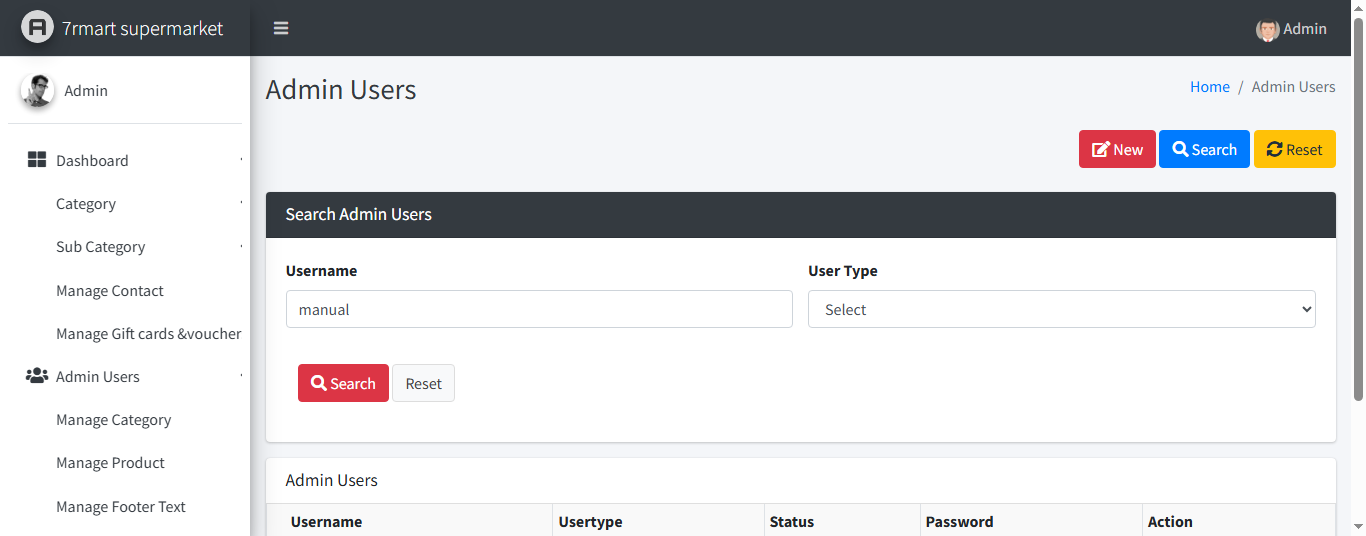 7rmart supermarket
Admin
Admin
Admin Users
Home / Admin Users
New
Search
Reset
Dashboard
Category
Sub Category
Manage Contact
Manage Gift cards &voucher
Admin Users
Manage Category
Manage Product
Manage Footer Text
Search Admin Users
Username
User Type
manual
Select
Search
Reset
Admin Users
Username Usertype Status Password Action